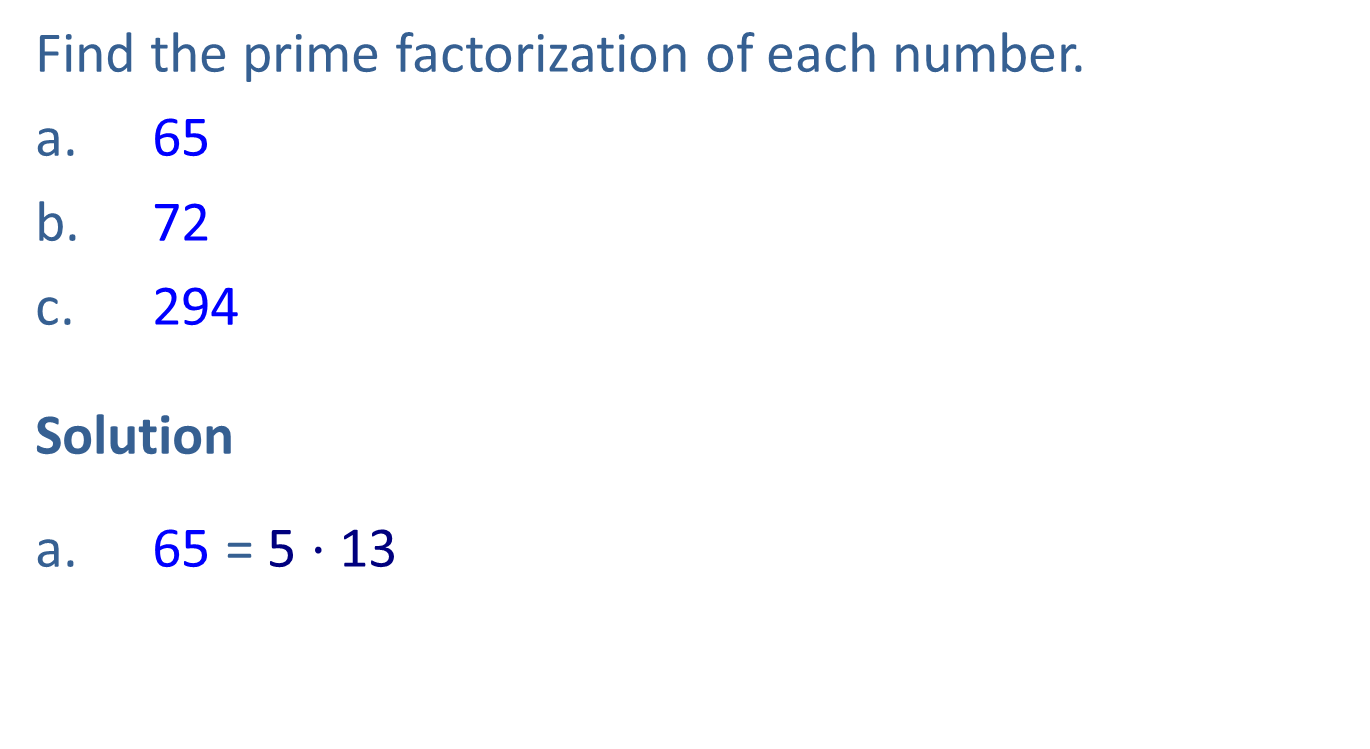 Find the prime factorization of each number.
a. 65
b. 72
c. 294
Solution
a. 65 = 5 · 13